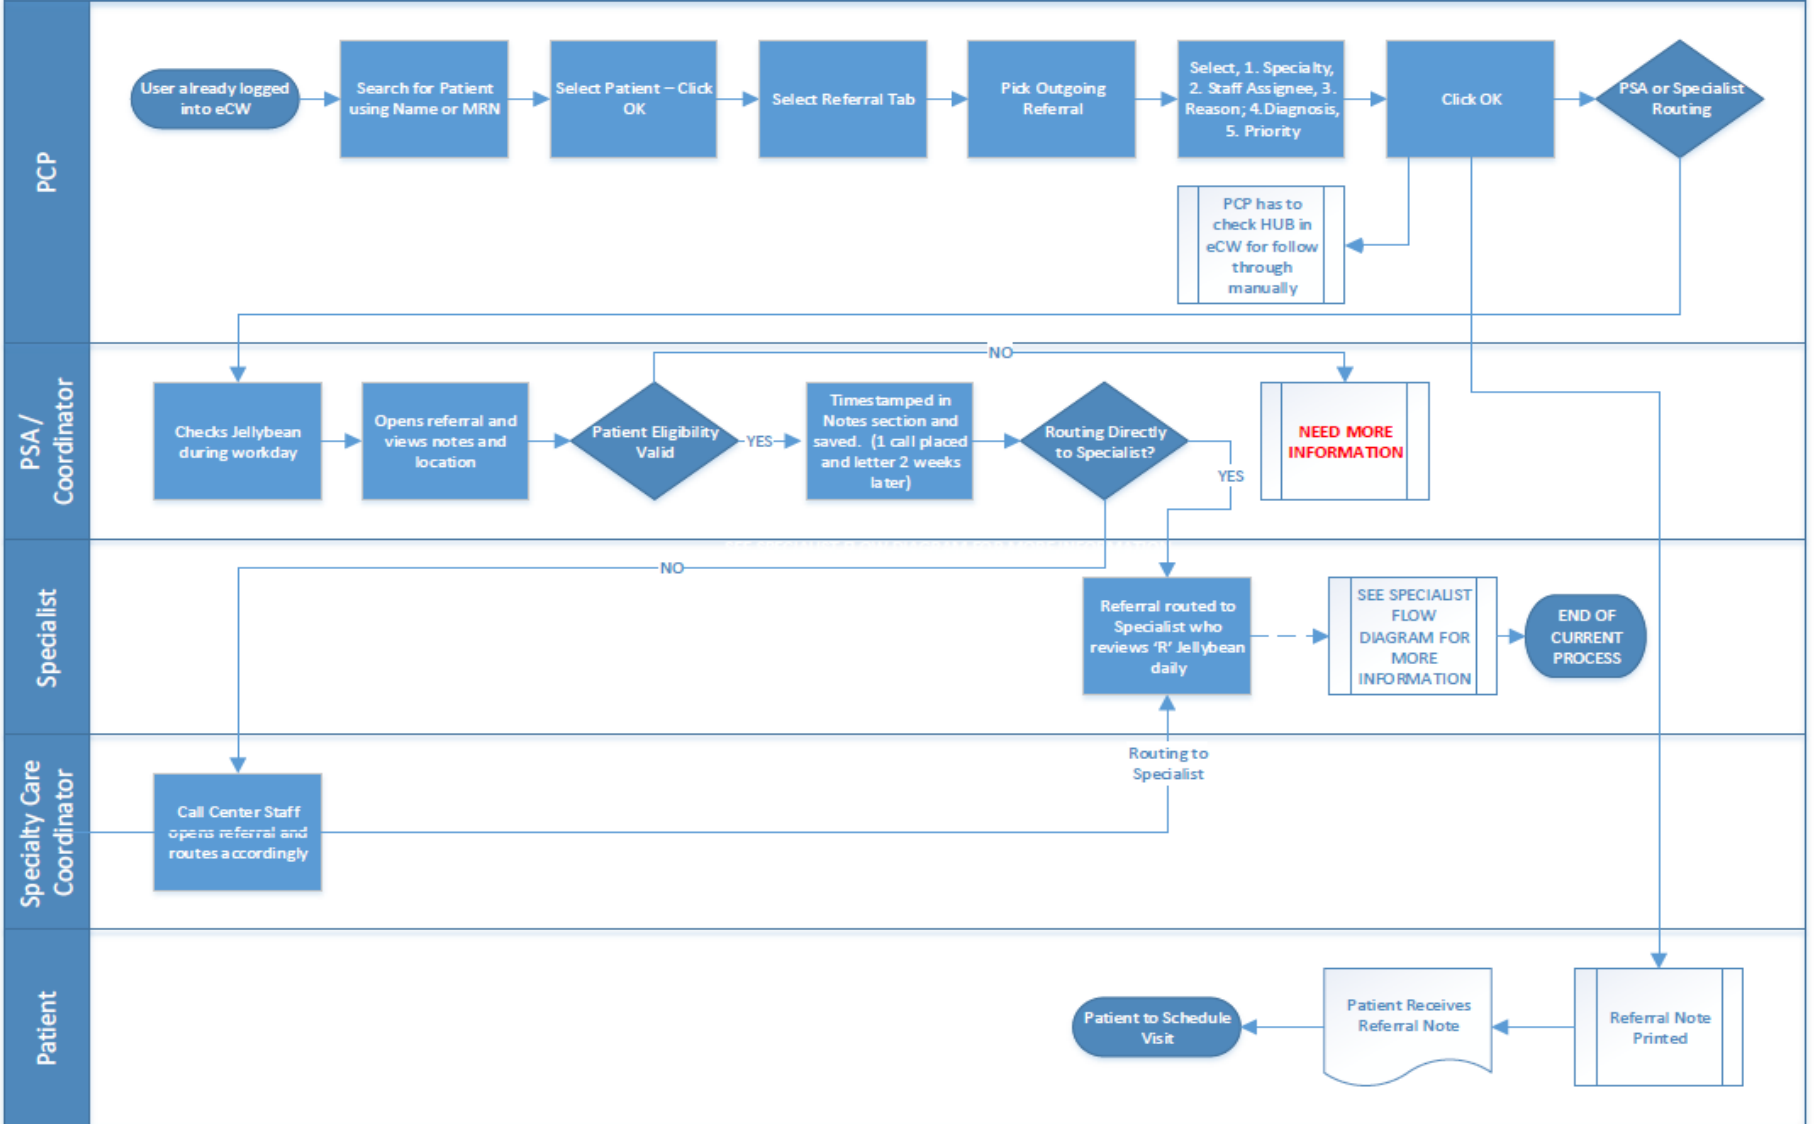 PCP
User already logged
into eCW
Search for Patient
using Name or MRN
Select Patient – Click
OK
Select Referral Tab
Pick Outgoing
Referral
Select, 1. Specialty,
2. Staff Assignee, 3.
Reason; 4.Diagnosis,
5. Priority
Click OK
PSA or Specialist
Routing
PCP has to
check HUB in
eCW for follow
through
manually
PSA/
Coordinator
NO
Checks Jellybean
during workday
Opens referral and
views notes and
location
Patient Eligibility
Valid
YES
Timestamped in
Notes section and
saved. (1 call placed
and letter 2 weeks
later)
Routing Directly
to Specialist?
YES
NEED MORE
INFORMATION
Specialist
NO
Referral routed to
Specialist who
reviews ‘R’ Jellybean
daily
SEE SPECIALIST
FLOW
DIAGRAM FOR
MORE
INFORMATION
END OF
CURRENT
PROCESS
Specialty Care
Coordinator
Routing to
Specialist
Call Center Staff
opens referral and
routes accordingly
Patient
Patient to Schedule
Visit
Patient Receives
Referral Note
Referral Note
Printed